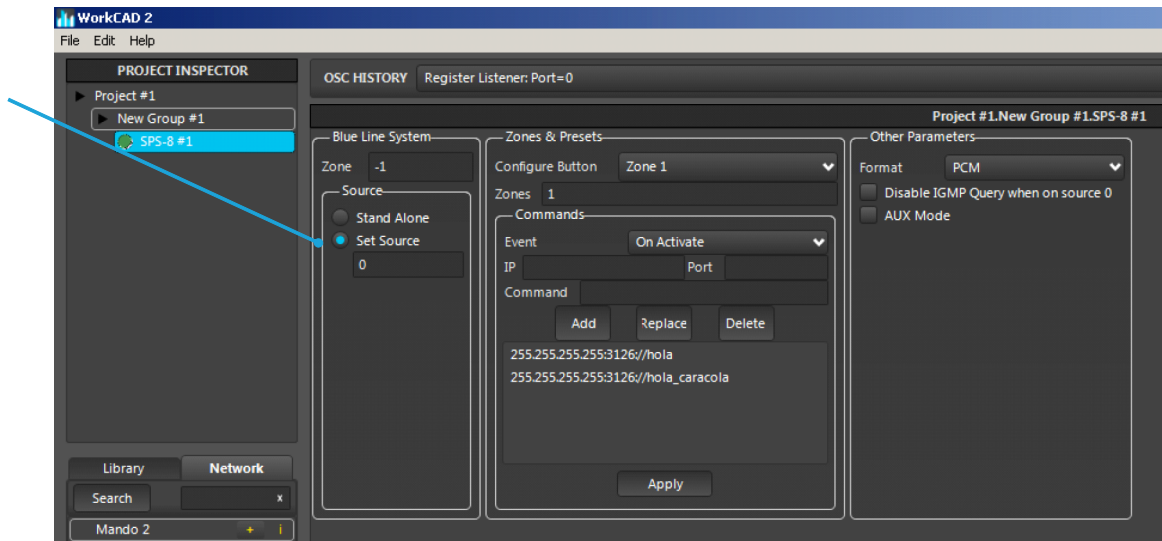 WorkCAD 2
File Edit Help
PROJECT INSPECTOR
Project #1
New Group #1
SPS-8 #1
Library Network
Search x
Mando 2 + i
OSC HISTORY Register Listener: Port=0
Project #1.New Group #1.SPS-8 #1
Blue Line System
Zone -1
Source
Stand Alone
Set Source
0
Zones & Presets
Configure Button Zone 1
Zones 1
Commands
Event On Activate
IP Port
Command
Add Replace Delete
255.255.255.255:3126://hola
255.255.255.255:3126://hola_caracola
Apply
Other Parameters
Format PCM
Disable IGMP Query when on source 0
AUX Mode